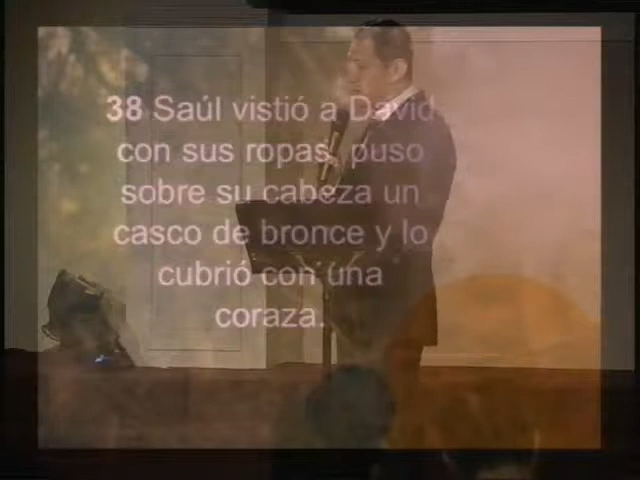 38 Saúl vistió a David
con sus ropas, puso
sobre su cabeza un
casco de bronce y lo
cubrió con una
coraza.